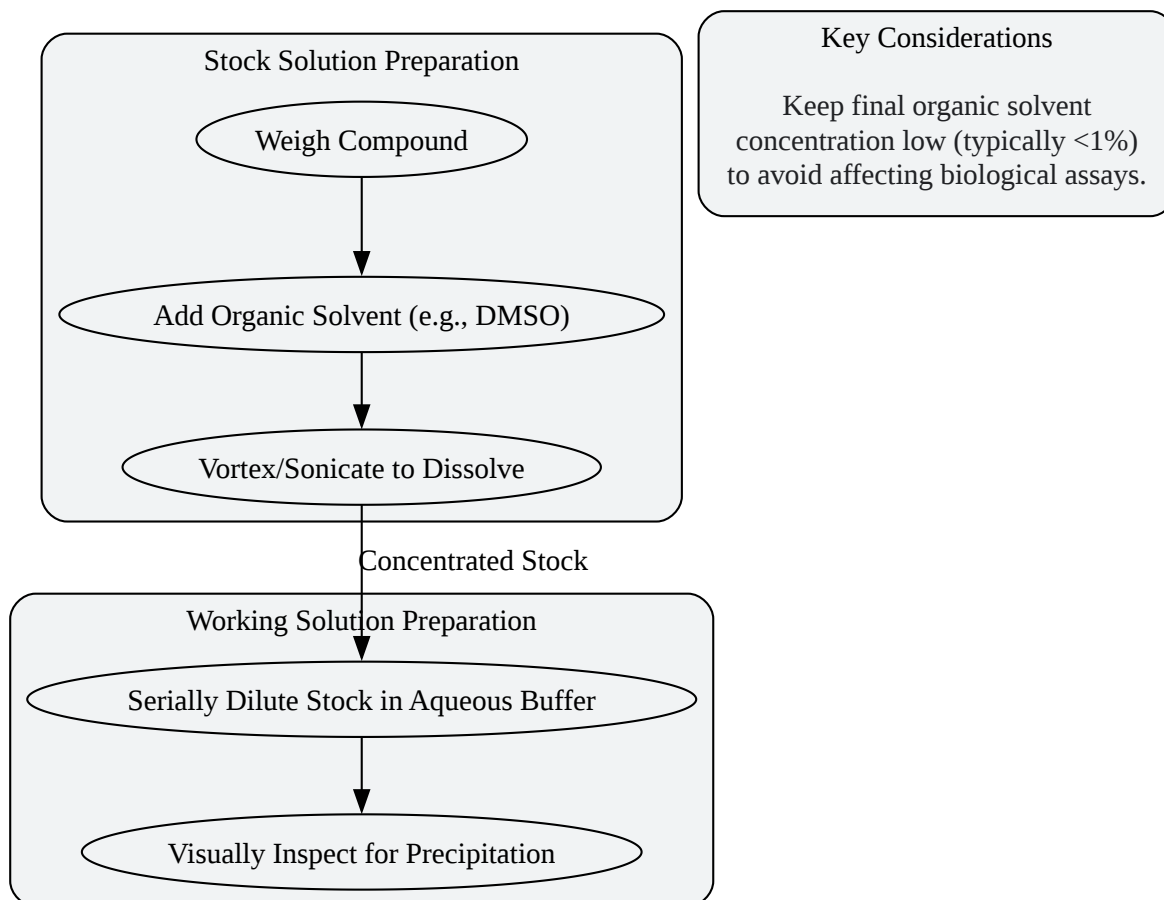 Stock Solution Preparation
Weigh Compound
Add Organic Solvent (e.g., DMSO)
Vortex/Sonicate to Dissolve
Concentrated Stock
Working Solution Preparation
Serially Dilute Stock in Aqueous Buffer
Visually Inspect for Precipitation
Key Considerations
Keep final organic solvent
concentration low (typically <1%)
to avoid affecting biological assays.